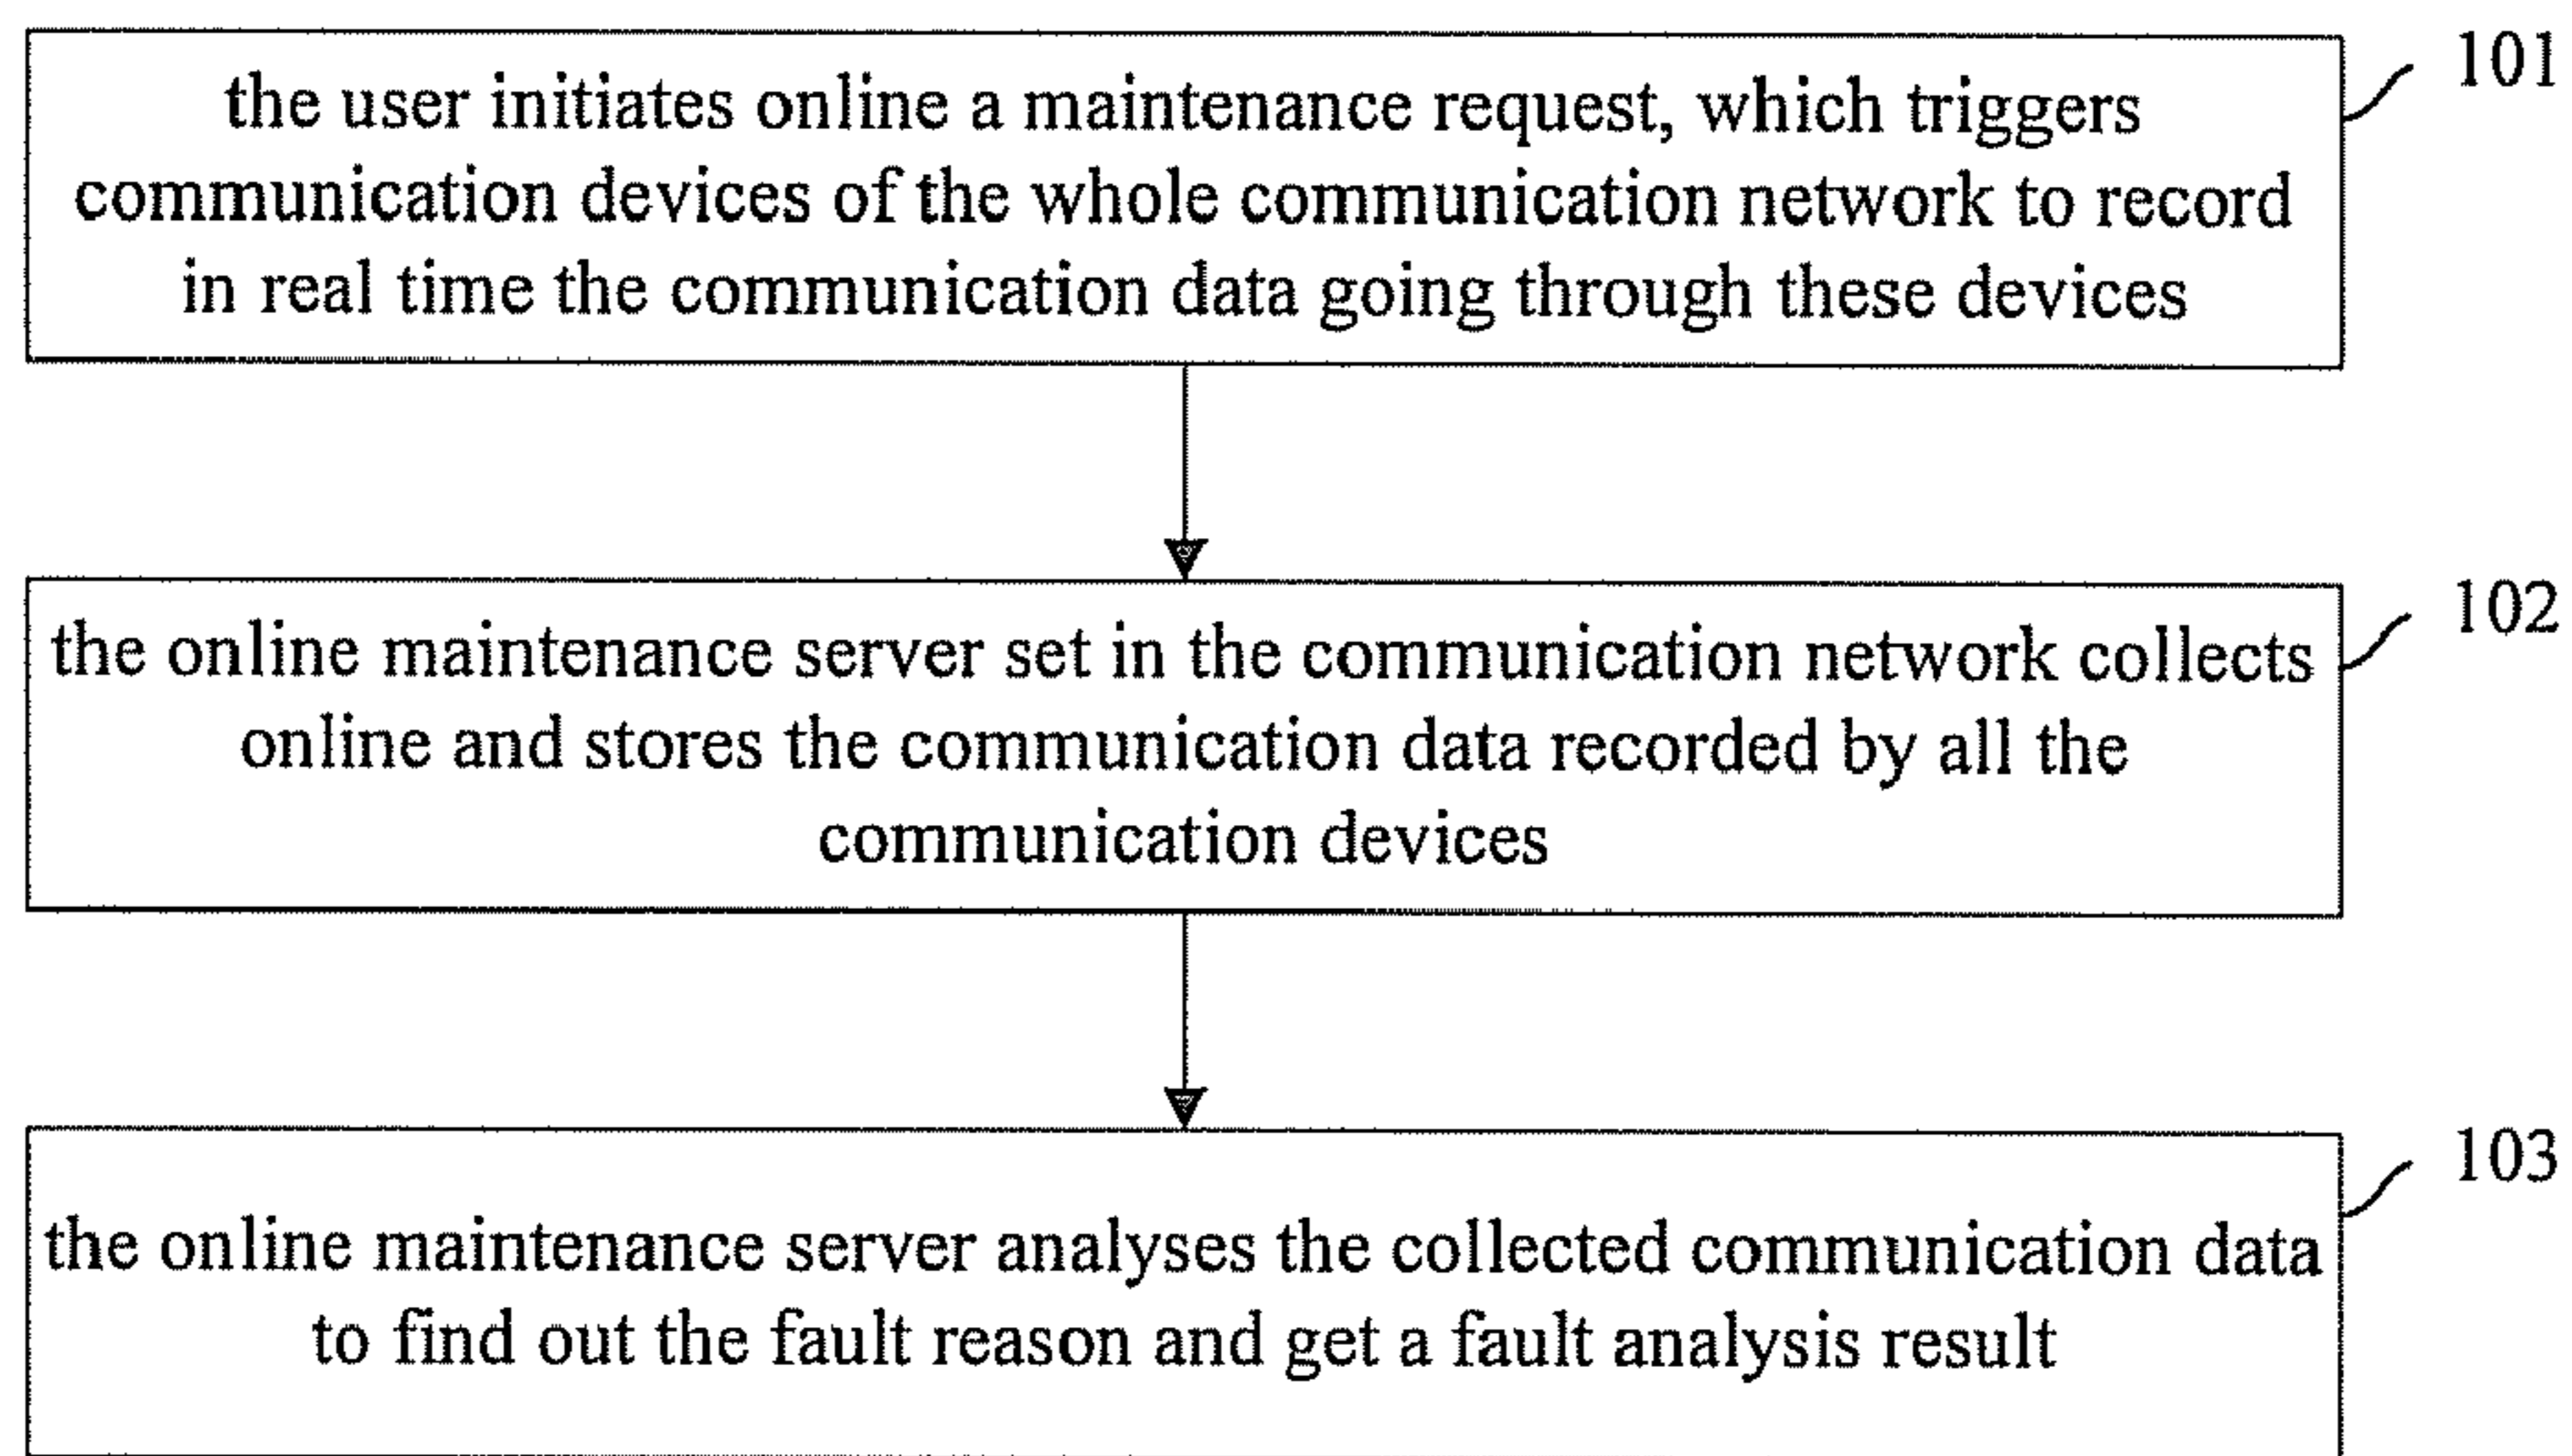 101
the user initiates online a maintenance request, which triggers
communication devices of the whole communication network to record
in real time the communication data going through these devices
102
the online maintenance server set in the communication network collects
online and stores the communication data recorded by all the
communication devices
103
the online maintenance server analyses the collected communication data
to find out the fault reason and get a fault analysis result